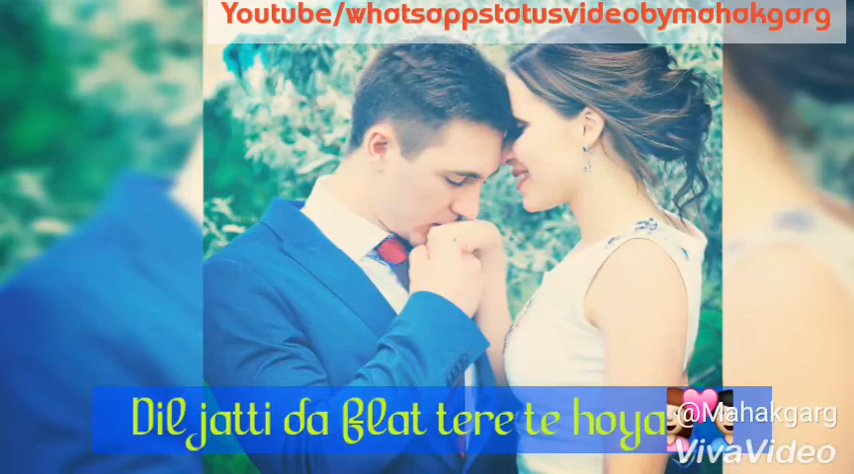 Youtube/whatsappstatusvideobymahakgarg
Dil jatti da flat tere te hoya
@Mahakgarg
VivaVideo